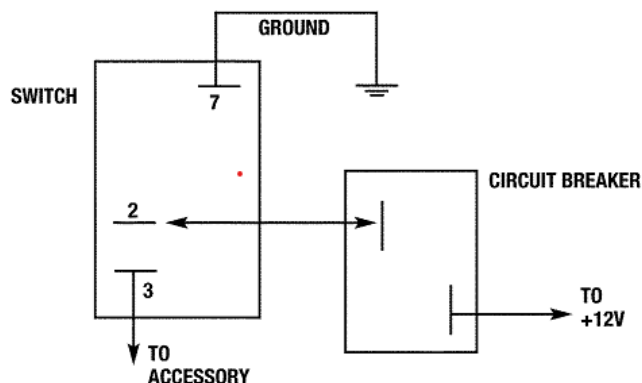 GROUND
SWITCH
7
CIRCUIT BREAKER
2
3
TO
+12V
TO
ACCESSORY